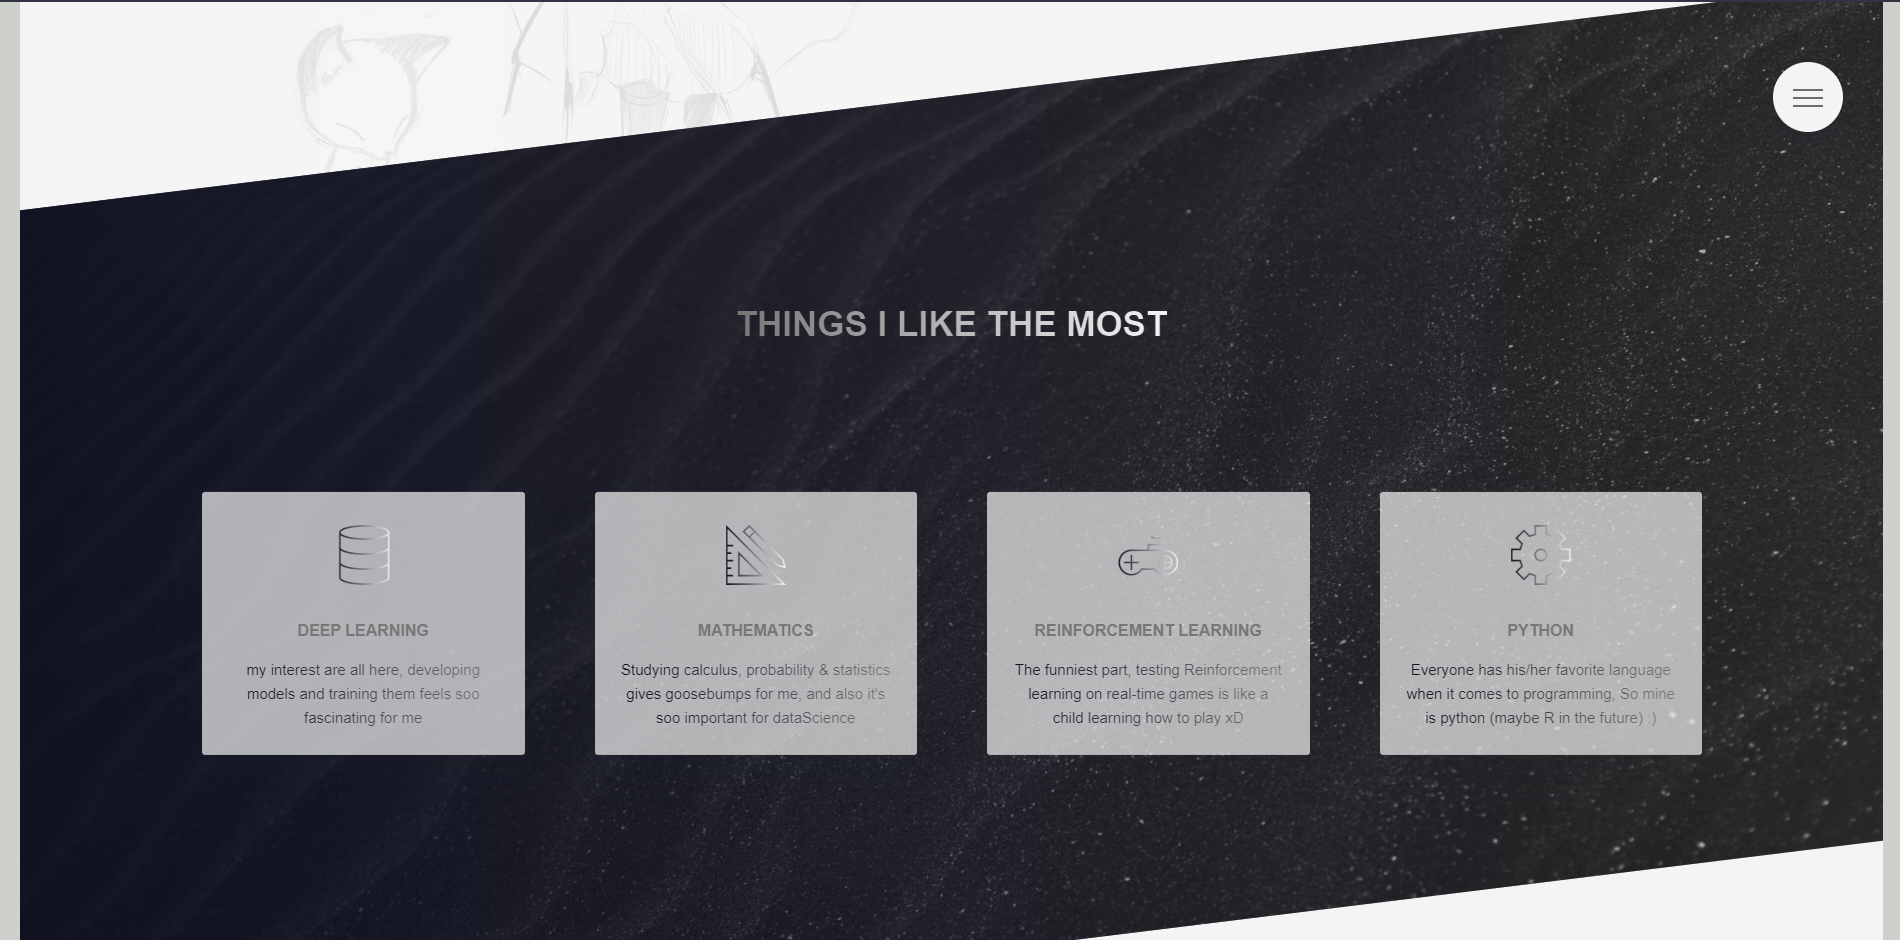 THINGS I LIKE THE MOST
DEEP LEARNING
my interest are all here, developing
models and training them feels soo
fascinating for me
MATHEMATICS
Studying calculus, probability & statistics
gives goosebumps for me, and also it's
soo important for dataScience
REINFORCEMENT LEARNING
The funniest part, testing Reinforcement
learning on real-time games is like a
child learning how to play xD
PYTHON
Everyone has his/her favorite language
when it comes to programming, So mine
is python (maybe R in the future) :)